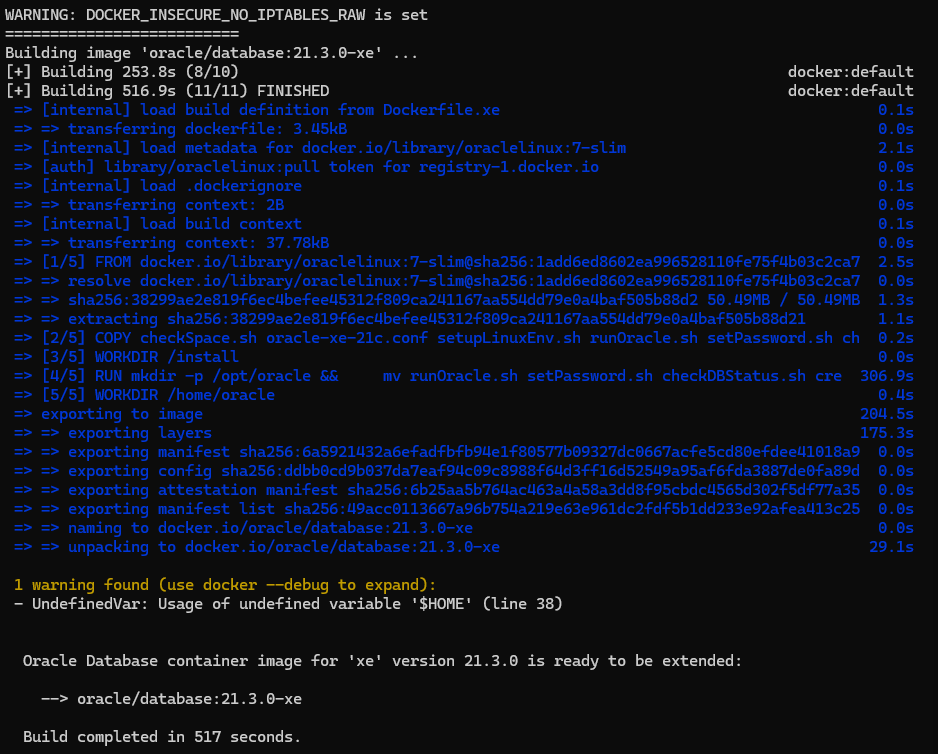 WARNING: DOCKER_INSECURE_NO_IPTABLES_RAW is set
==========================
Building image 'oracle/database:21.3.0-xe' ...
[+] Building 253.8s (8/10) docker:default
[+] Building 516.9s (11/11) FINISHED docker:default
=> [internal] load build definition from Dockerfile.xe 0.1s
=> => transferring dockerfile: 3.45kB 0.0s
=> [internal] load metadata for docker.io/library/oraclelinux:7-slim 2.1s
=> [auth] library/oraclelinux:pull token for registry-1.docker.io 0.0s
=> [internal] load .dockerignore 0.1s
=> => transferring context: 2B 0.0s
=> [internal] load build context 0.1s
=> => transferring context: 37.78kB 0.0s
=> [1/5] FROM docker.io/library/oraclelinux:7-slim@sha256:1add6ed8602ea996528110fe75f4b03c2ca7 2.5s
=> => resolve docker.io/library/oraclelinux:7-slim@sha256:1add6ed8602ea996528110fe75f4b03c2ca7 0.0s
=> => sha256:38299ae2e819f6ec4befee45312f809ca241167aa554dd79e0a4baf505b88d2 50.49MB / 50.49MB 1.3s
=> => extracting sha256:38299ae2e819f6ec4befee45312f809ca241167aa554dd79e0a4baf505b88d21 1.1s
=> [2/5] COPY checkSpace.sh oracle-xe-21c.conf setupLinuxEnv.sh runOracle.sh setPassword.sh ch 0.2s
=> [3/5] WORKDIR /install 0.0s
=> [4/5] RUN mkdir -p /opt/oracle &&     mv runOracle.sh setPassword.sh checkDBStatus.sh cre 306.9s
=> [5/5] WORKDIR /home/oracle 0.4s
=> exporting to image 204.5s
=> => exporting layers 175.3s
=> => exporting manifest sha256:6a5921432a6efadfbfb94e1f80577b09327dc0667acfe5cd80efdee41018a9 0.0s
=> => exporting config sha256:ddbb0cd9b037da7eaf94c09c8988f64d3ff16d52549a95af6fda3887de0fa89d 0.0s
=> => exporting attestation manifest sha256:6b25aa5b764ac463a4a58a3dd8f95cbdc4565d302f5df77a35 0.0s
=> => exporting manifest list sha256:49acc0113667a96b754a219e63e961dc2fdf5b1dd233e92afea413c25 0.0s
=> => naming to docker.io/oracle/database:21.3.0-xe 0.0s
=> => unpacking to docker.io/oracle/database:21.3.0-xe 29.1s
1 warning found (use docker --debug to expand):
- UndefinedVar: Usage of undefined variable '$HOME' (line 38)
Oracle Database container image for 'xe' version 21.3.0 is ready to be extended:
--> oracle/database:21.3.0-xe
Build completed in 517 seconds.